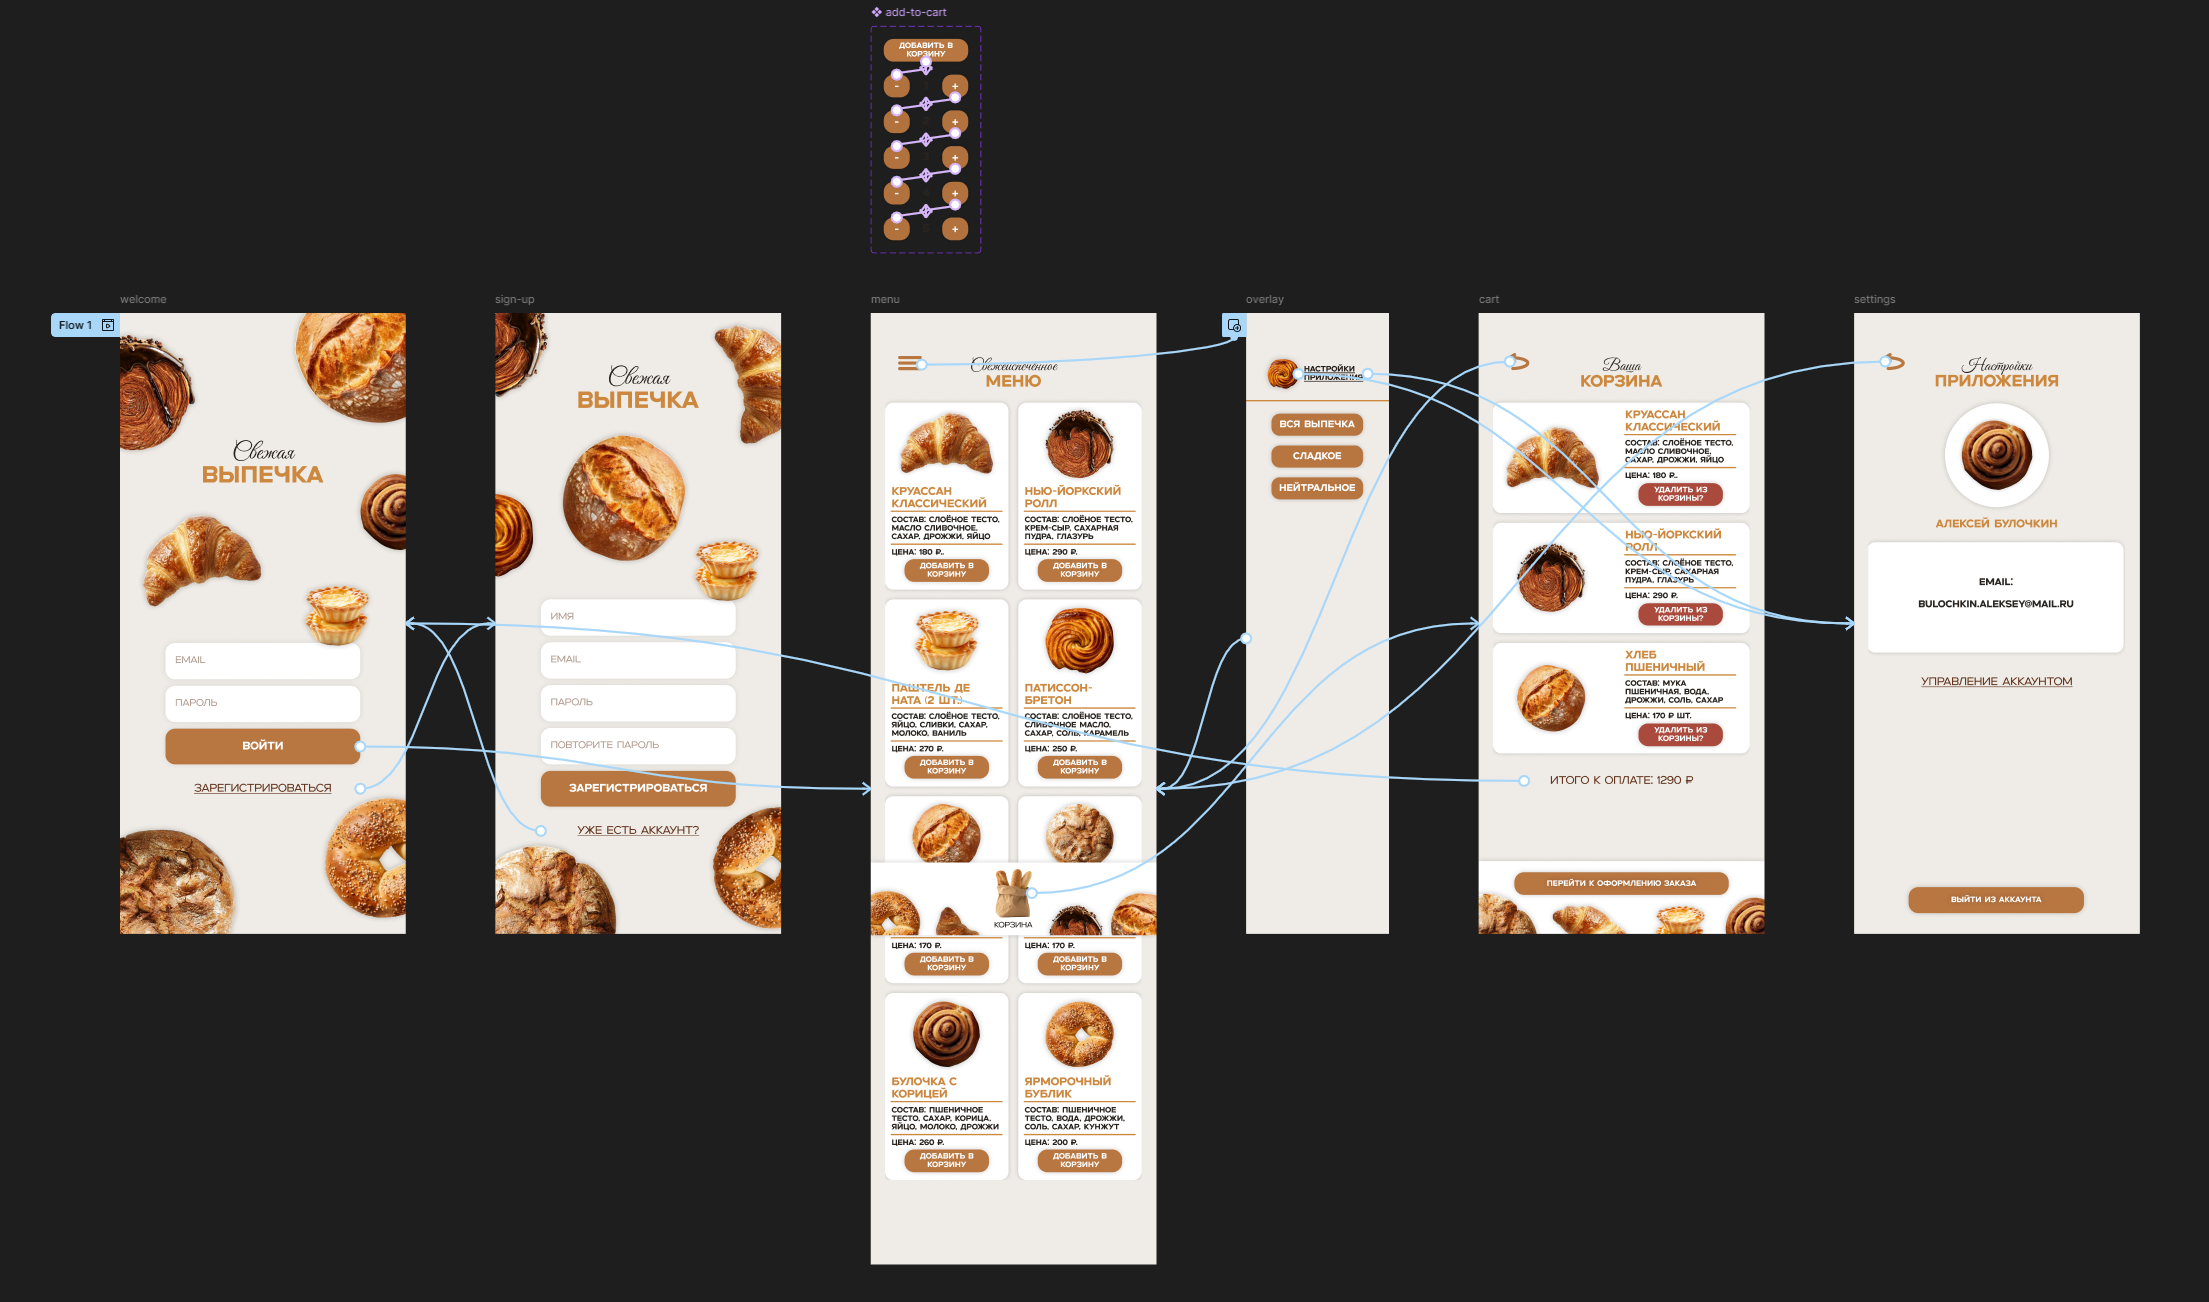 add-to-cart
ДОБАВИТЬ В
КОРЗИНУ
- +
- +
- +
- +
- +
welcome
Flow 1
Свежая
ВЫПЕЧКА
EMAIL
ПАРОЛЬ
ВОЙТИ
ЗАРЕГИСТРИРОВАТЬСЯ
sign-up
Свежая
ВЫПЕЧКА
ИМЯ
EMAIL
ПАРОЛЬ
ПОВТОРИТЕ ПАРОЛЬ
ЗАРЕГИСТРИРОВАТЬСЯ
УЖЕ ЕСТЬ АККАУНТ?
menu
Свежеиспечённое
МЕНЮ
КРУАССАН
КЛАССИЧЕСКИЙ
СОСТАВ: СЛОЁНОЕ ТЕСТО,
МАСЛО СЛИВОЧНОЕ,
САХАР, ДРОЖЖИ, ЯЙЦО
ЦЕНА: 180 ₽.
ДОБАВИТЬ В
КОРЗИНУ
НЬЮ-ЙОРКСКИЙ
РОЛЛ
СОСТАВ: СЛОЁНОЕ ТЕСТО,
КРЕМ-СЫР, САХАРНАЯ
ПУДРА, ГЛАЗУРЬ
ЦЕНА: 290 ₽.
ДОБАВИТЬ В
КОРЗИНУ
ПАШТЕЛЬ ДЕ
НАТА (2 ШТ.)
СОСТАВ: СЛОЁНОЕ ТЕСТО,
ЯЙЦО, СЛИВКИ, САХАР,
МОЛОКО, ВАНИЛЬ
ЦЕНА: 270 ₽.
ДОБАВИТЬ В
КОРЗИНУ
ПАТИССОН-
БРЕТОН
СОСТАВ: СЛОЁНОЕ ТЕСТО,
СЛИВОЧНОЕ МАСЛО,
САХАР, СОЛЬ, КАРАМЕЛЬ
ЦЕНА: 250 ₽.
ДОБАВИТЬ В
КОРЗИНУ
КОРЗИНА
ЦЕНА: 170 ₽.
ДОБАВИТЬ В
КОРЗИНУ
ЦЕНА: 170 ₽.
ДОБАВИТЬ В
КОРЗИНУ
БУЛОЧКА С
КОРИЦЕЙ
СОСТАВ: ПШЕНИЧНОЕ
ТЕСТО, САХАР, КОРИЦА,
ЯЙЦО, МОЛОКО, ДРОЖЖИ
ЦЕНА: 260 ₽.
ДОБАВИТЬ В
КОРЗИНУ
ЯРМОРОЧНЫЙ
БУБЛИК
СОСТАВ: ПШЕНИЧНОЕ
ТЕСТО, ВОДА, ДРОЖЖИ,
СОЛЬ, САХАР, КУНЖУТ
ЦЕНА: 200 ₽.
ДОБАВИТЬ В
КОРЗИНУ
overlay
НАСТРОЙКИ
ПРИЛОЖЕНИЯ
ВСЯ ВЫПЕЧКА
СЛАДКОЕ
НЕЙТРАЛЬНОЕ
cart
Ваша
КОРЗИНА
КРУАССАН
КЛАССИЧЕСКИЙ
СОСТАВ: СЛОЁНОЕ ТЕСТО,
МАСЛО СЛИВОЧНОЕ,
САХАР, ДРОЖЖИ, ЯЙЦО
ЦЕНА: 180 ₽.
УДАЛИТЬ ИЗ
КОРЗИНЫ?
НЬЮ-ЙОРКСКИЙ
РОЛЛ
СОСТАВ: СЛОЁНОЕ ТЕСТО,
КРЕМ-СЫР, САХАРНАЯ
ПУДРА, ГЛАЗУРЬ
ЦЕНА: 290 ₽.
УДАЛИТЬ ИЗ
КОРЗИНЫ?
ХЛЕБ
ПШЕНИЧНЫЙ
СОСТАВ: МУКА
ПШЕНИЧНАЯ, ВОДА,
ДРОЖЖИ, СОЛЬ, САХАР
ЦЕНА: 170 ₽ ШТ.
УДАЛИТЬ ИЗ
КОРЗИНЫ?
ИТОГО К ОПЛАТЕ: 1290 ₽
ПЕРЕЙТИ К ОФОРМЛЕНИЮ ЗАКАЗА
settings
Настройки
ПРИЛОЖЕНИЯ
АЛЕКСЕЙ БУЛОЧКИН
EMAIL:
BULOCHKIN.ALEKSEY@MAIL.RU
УПРАВЛЕНИЕ АККАУНТОМ
ВЫЙТИ ИЗ АККАУНТА